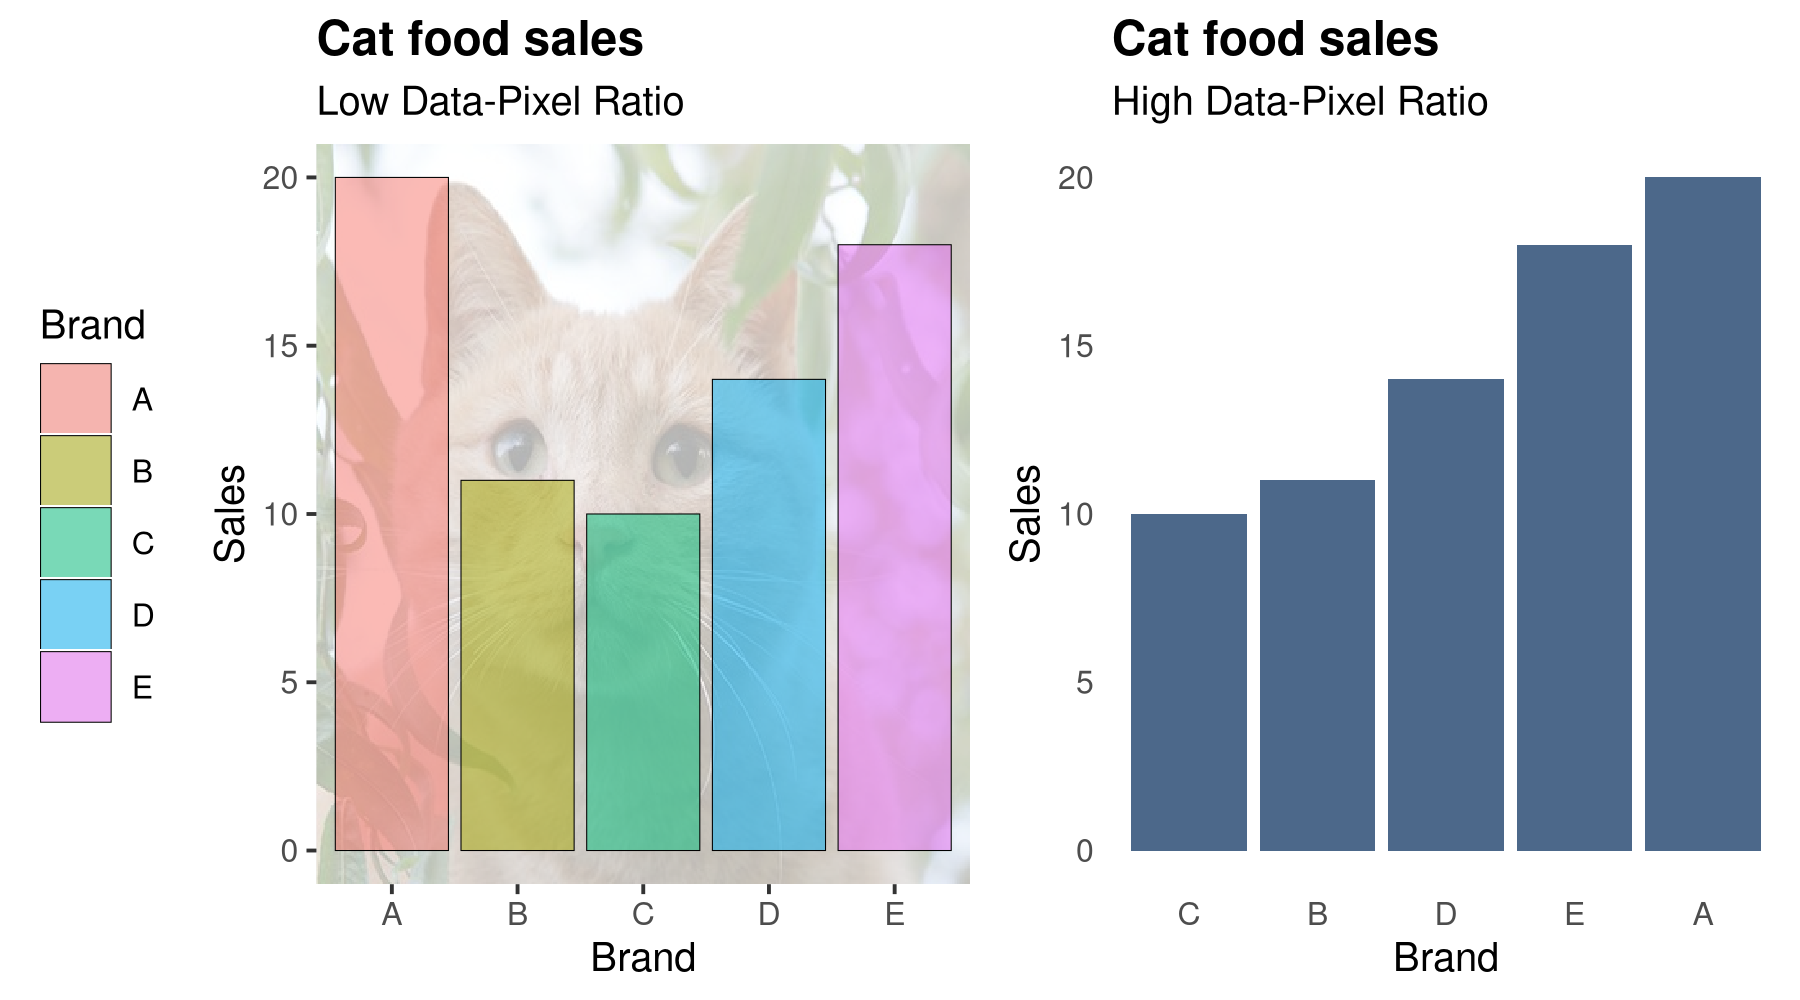 Cat food sales
Low Data-Pixel Ratio
Brand
A
B
C
D
E
Sales
20
15
10
5
0
A B C D E
Brand
Cat food sales
High Data-Pixel Ratio
Sales
20
15
10
5
0
C B D E A
Brand